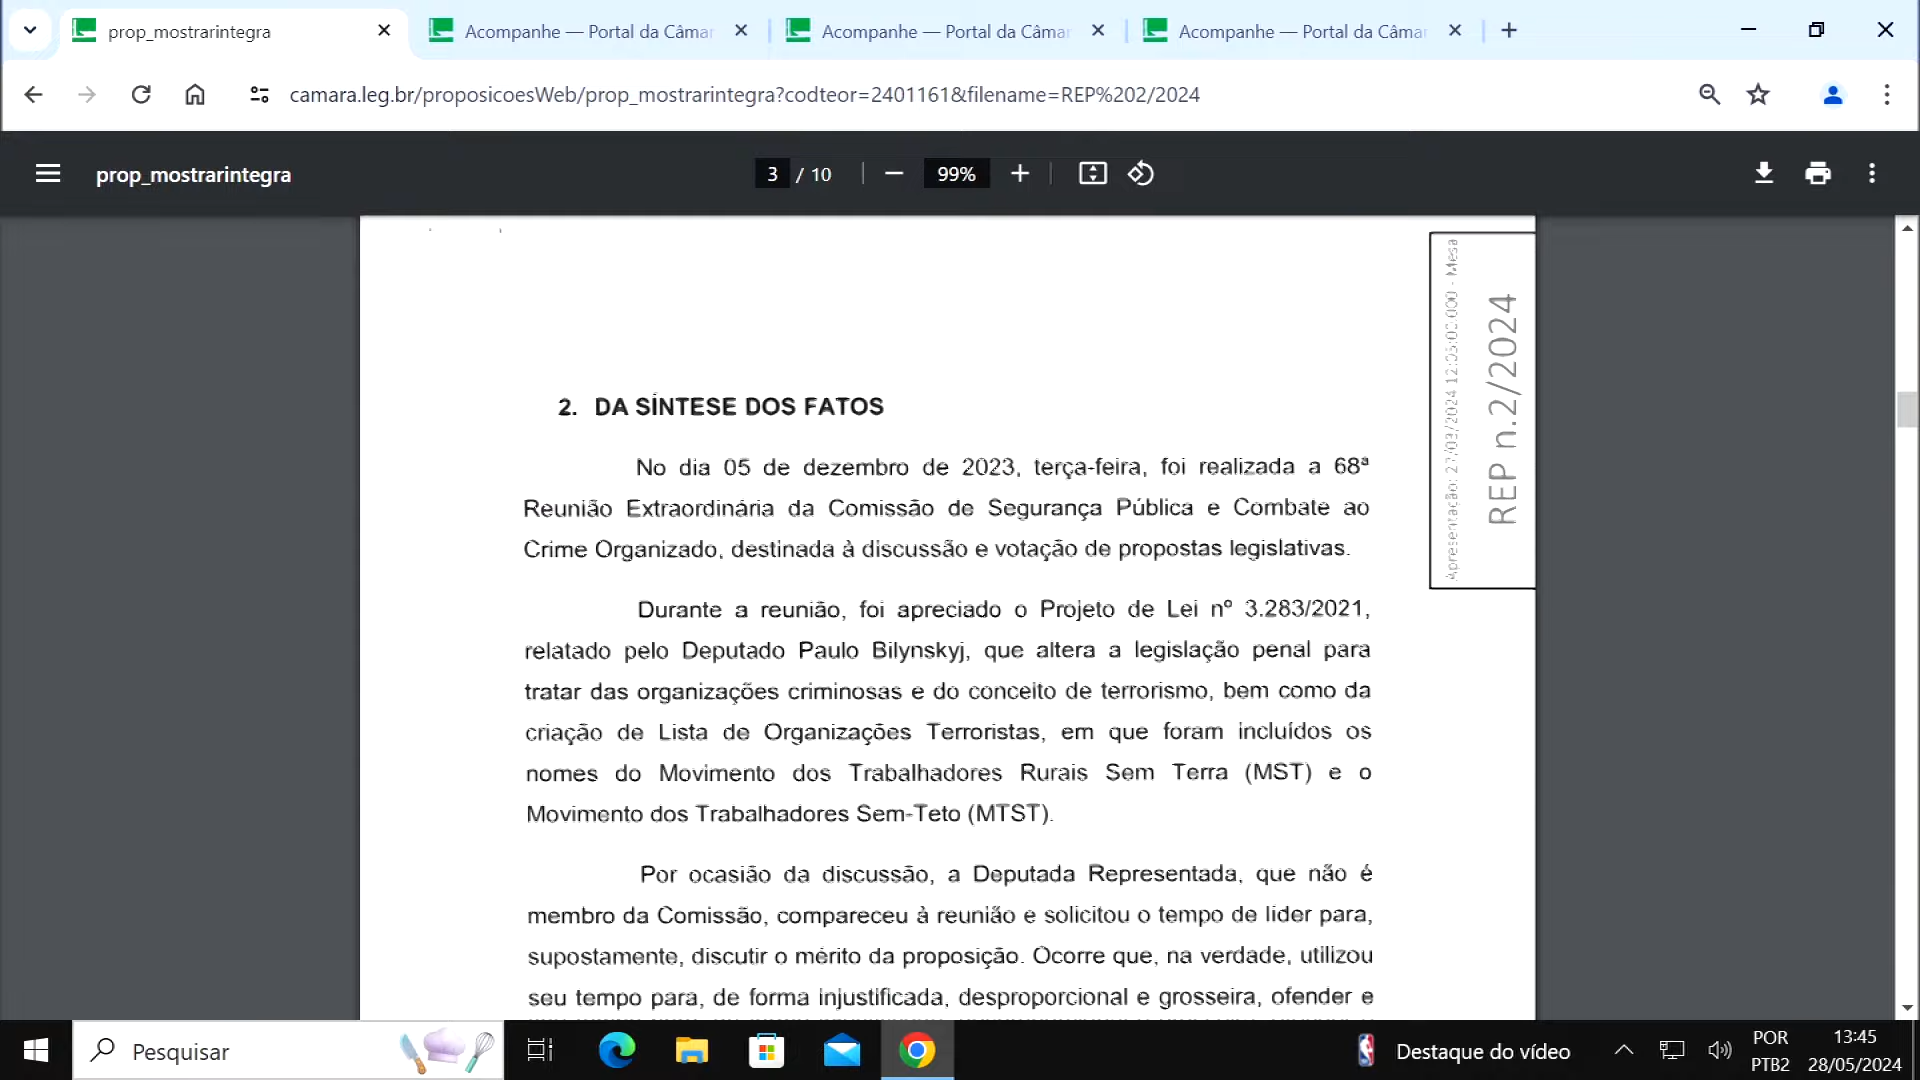 prop_mostrarintegra
Acompanhe — Portal da Câmar
Acompanhe — Portal da Câmar
Acompanhe — Portal da Câmar
camara.leg.br/proposicoesWeb/prop_mostrarintegra?codteor=2401161&filename=REP%202/2024
prop_mostrarintegra
3 / 10
99%
Apresentação: 27/03/2024 12:03:00.000 - Mesa
REP n.2/2024
2. DA SÍNTESE DOS FATOS
No dia 05 de dezembro de 2023, terça-feira, foi realizada a 68ª
Reunião Extraordinária da Comissão de Segurança Pública e Combate ao
Crime Organizado, destinada à discussão e votação de propostas legislativas.
Durante a reunião, foi apreciado o Projeto de Lei nº 3.283/2021,
relatado pelo Deputado Paulo Bilynskyj, que altera a legislação penal para
tratar das organizações criminosas e do conceito de terrorismo, bem como da
criação de Lista de Organizações Terroristas, em que foram incluídos os
nomes do Movimento dos Trabalhadores Rurais Sem Terra (MST) e o
Movimento dos Trabalhadores Sem-Teto (MTST).
Por ocasião da discussão, a Deputada Representada, que não é
membro da Comissão, compareceu à reunião e solicitou o tempo de líder para,
supostamente, discutir o mérito da proposição. Ocorre que, na verdade, utilizou
seu tempo para, de forma injustificada, desproporcional e grosseira, ofender e
Pesquisar
Destaque do vídeo
POR
PTB2
13:45
28/05/2024